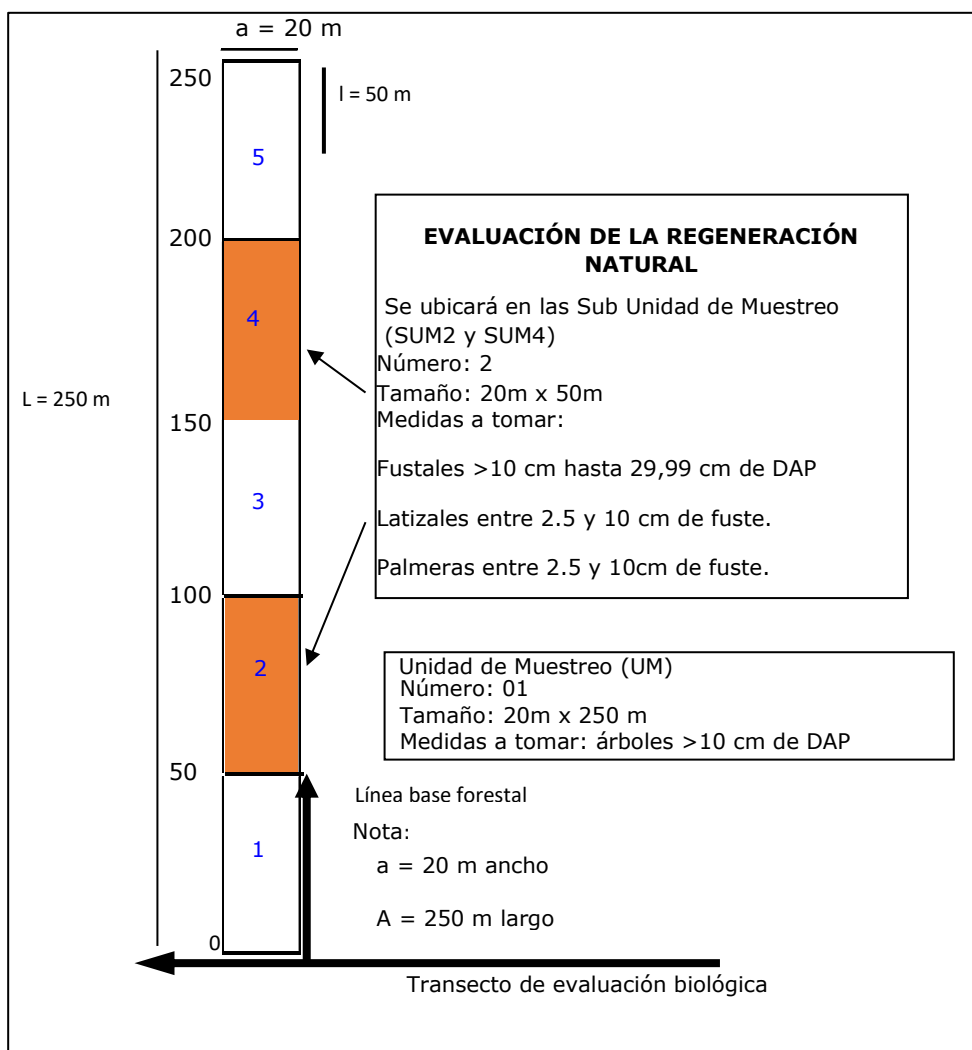 a = 20 m
250
l = 50 m
5
EVALUACIÓN DE LA REGENERACIÓN
NATURAL
200
Se ubicará en las Sub Unidad de Muestreo
(SUM2 y SUM4)
4
Número: 2
Tamaño: 20m x 50m
L = 250 m
150
Medidas a tomar:
Fustales >10 cm hasta 29,99 cm de DAP
3
Latizales entre 2.5 y 10 cm de fuste.
Palmeras entre 2.5 y 10cm de fuste.
100
2
Unidad de Muestreo (UM)
Número: 01
Tamaño: 20m x 250 m
Medidas a tomar: árboles >10 cm de DAP
50
Línea base forestal
Nota:
1
a = 20 m ancho
A = 250 m largo
0
Transecto de evaluación biológica